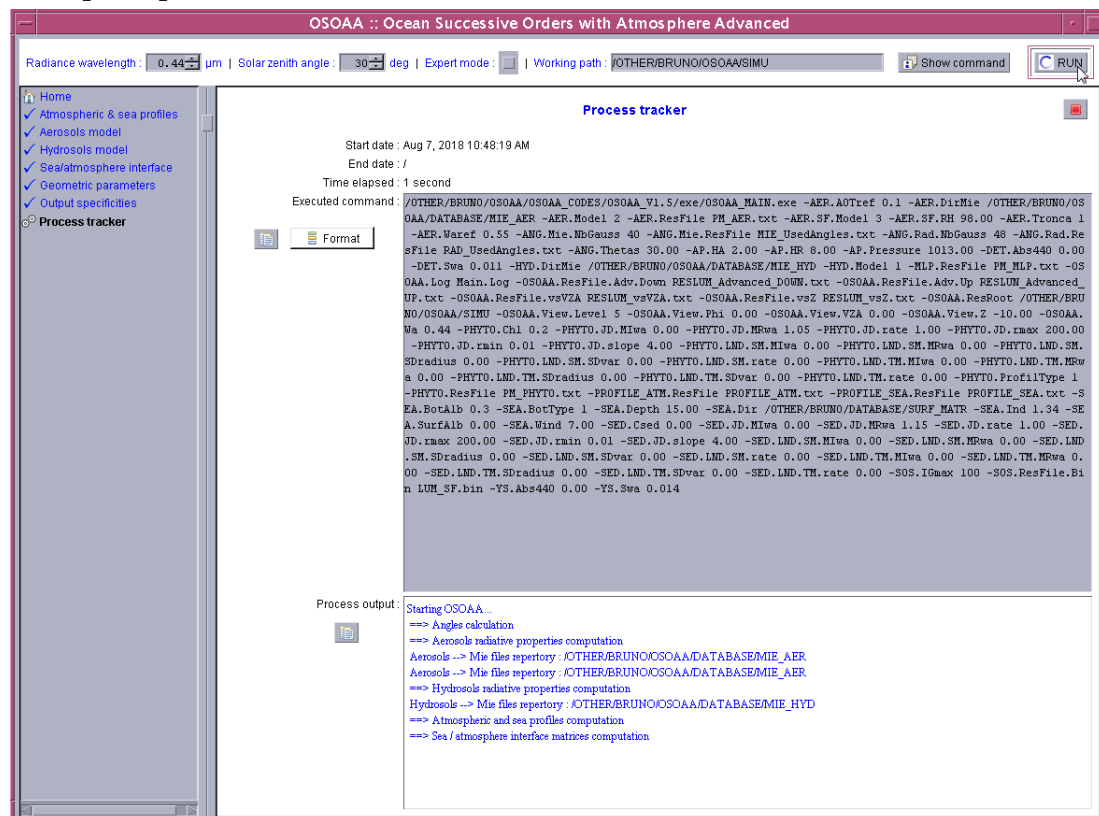 OSOAA :: Ocean Successive Orders with Atmosphere Advanced
Radiance wavelength : 0.44 µm | Solar zenith angle : 30 deg | Expert mode : | Working path : /OTHER/BRUNO/OSOAA/SIMU Show command RUN
Home
Atmospheric & sea profiles
Aerosols model
Hydrosols model
Sea/atmosphere interface
Geometric parameters
Output specificities
Process tracker
Process tracker
Start date : Aug 7, 2018 10:48:19 AM
End date : /
Time elapsed : 1 second
Executed command :
Format
/OTHER/BRUNO/OSOAA/OSOAA_CODES/OSOAA_V1.5/exe/OSOAA_MAIN.exe -AER.AOTref 0.1 -AER.DirMie /OTHER/BRUNO/OS
OAA/DATABASE/MIE_AER -AER.Model 2 -AER.ResFile PM_AER.txt -AER.SF.Model 3 -AER.SF.RH 98.00 -AER.Tronca 1
-AER.Waref 0.55 -ANG.Mie.NbGauss 40 -ANG.Mie.ResFile MIE_UsedAngles.txt -ANG.Rad.NbGauss 48 -ANG.Rad.Re
sFile RAD_UsedAngles.txt -ANG.Thetas 30.00 -AP.HA 2.00 -AP.HR 8.00 -AP.Pressure 1013.00 -DET.Abs440 0.00
-DET.Swa 0.011 -HYD.DirMie /OTHER/BRUNO/OSOAA/DATABASE/MIE_HYD -HYD.Model 1 -MLP.ResFile PM_MLP.txt -OS
OAA.Log Main.Log -OSOAA.ResFile.Adv.Down RESLUM_Advanced_DOWN.txt -OSOAA.ResFile.Adv.Up RESLUN_Advanced_
UP.txt -OSOAA.ResFile.vsVZA RESLUM_vsVZA.txt -OSOAA.ResFile.vsZ RESLUM_vsZ.txt -OSOAA.ResRoot /OTHER/BRU
NO/OSOAA/SIMU -OSOAA.View.Level 5 -OSOAA.View.Phi 0.00 -OSOAA.View.VZA 0.00 -OSOAA.View.Z -10.00 -OSOAA.
Wa 0.44 -PHYTO.Chl 0.2 -PHYTO.JD.MIwa 0.00 -PHYTO.JD.MRwa 1.05 -PHYTO.JD.rate 1.00 -PHYTO.JD.rmax 200.00
-PHYTO.JD.rmin 0.01 -PHYTO.JD.slope 4.00 -PHYTO.LND.SM.MIwa 0.00 -PHYTO.LND.SM.MRwa 0.00 -PHYTO.LND.SM.
SDradius 0.00 -PHYTO.LND.SM.SDvar 0.00 -PHYTO.LND.SM.rate 0.00 -PHYTO.LND.TM.MIwa 0.00 -PHYTO.LND.TM.MRw
a 0.00 -PHYTO.LND.TM.SDradius 0.00 -PHYTO.LND.TM.SDvar 0.00 -PHYTO.LND.TM.rate 0.00 -PHYTO.ProfilType 1
-PHYTO.ResFile PM_PHYTO.txt -PROFILE_ATM.ResFile PROFILE_ATM.txt -PROFILE_SEA.ResFile PROFILE_SEA.txt -S
EA.BotAlb 0.3 -SEA.BotType 1 -SEA.Depth 15.00 -SEA.Dir /OTHER/BRUNO/DATABASE/SURF_MATR -SEA.Ind 1.34 -SE
A.SurfAlb 0.00 -SEA.Wind 7.00 -SED.Csed 0.00 -SED.JD.MIwa 0.00 -SED.JD.MRwa 1.15 -SED.JD.rate 1.00 -SED.
JD.rmax 200.00 -SED.JD.rmin 0.01 -SED.JD.slope 4.00 -SED.LND.SM.MIwa 0.00 -SED.LND.SM.MRwa 0.00 -SED.LND
.SM.SDradius 0.00 -SED.LND.SM.SDvar 0.00 -SED.LND.SM.rate 0.00 -SED.LND.TM.MIwa 0.00 -SED.LND.TM.MRwa 0.
00 -SED.LND.TM.SDradius 0.00 -SED.LND.TM.SDvar 0.00 -SED.LND.TM.rate 0.00 -SOS.IGmax 100 -SOS.ResFile.Bi
n LUM_SF.bin -YS.Abs440 0.00 -YS.Swa 0.014
Process output :
Starting OSOAA...
==> Angles calculation
==> Aerosols radiative properties computation
Aerosols --> Mie files repertory : /OTHER/BRUNO/OSOAA/DATABASE/MIE_AER
Aerosols --> Mie files repertory : /OTHER/BRUNO/OSOAA/DATABASE/MIE_AER
==> Hydrosols radiative properties computation
Hydrosols --> Mie files repertory : /OTHER/BRUNO/OSOAA/DATABASE/MIE_HYD
==> Atmospheric and sea profiles computation
==> Sea / atmosphere interface matrices computation